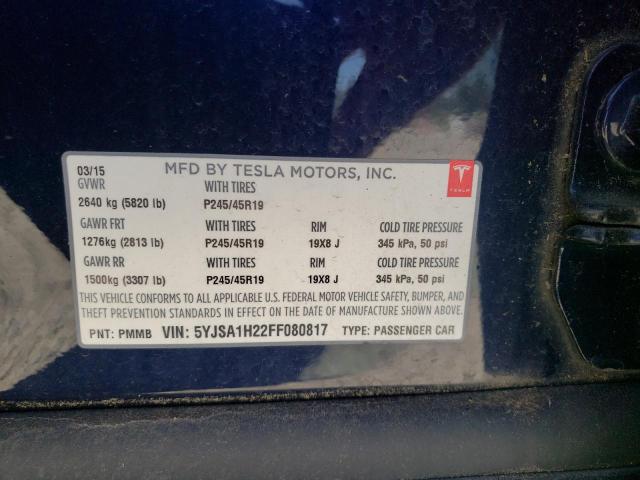 03/15 MFD BY TESLA MOTORS, INC.
GVWR WITH TIRES
2640 kg (5820 lb) P245/45R19
TESLA
GAWR FRT WITH TIRES RIM COLD TIRE PRESSURE
1276kg (2813 lb) P245/45R19 19X8 J 345 kPa, 50 psi
GAWR RR WITH TIRES RIM COLD TIRE PRESSURE
1500kg (3307 lb) P245/45R19 19X8 J 345 kPa, 50 psi
THIS VEHICLE CONFORMS TO ALL APPLICABLE U.S. FEDERAL MOTOR VEHICLE SAFETY, BUMPER, AND
THEFT PREVENTION STANDARDS IN EFFECT ON THE DATE OF MANUFACTURE SHOWN ABOVE.
PNT: PMMB VIN: 5YJSA1H22FF080817 TYPE: PASSENGER CAR